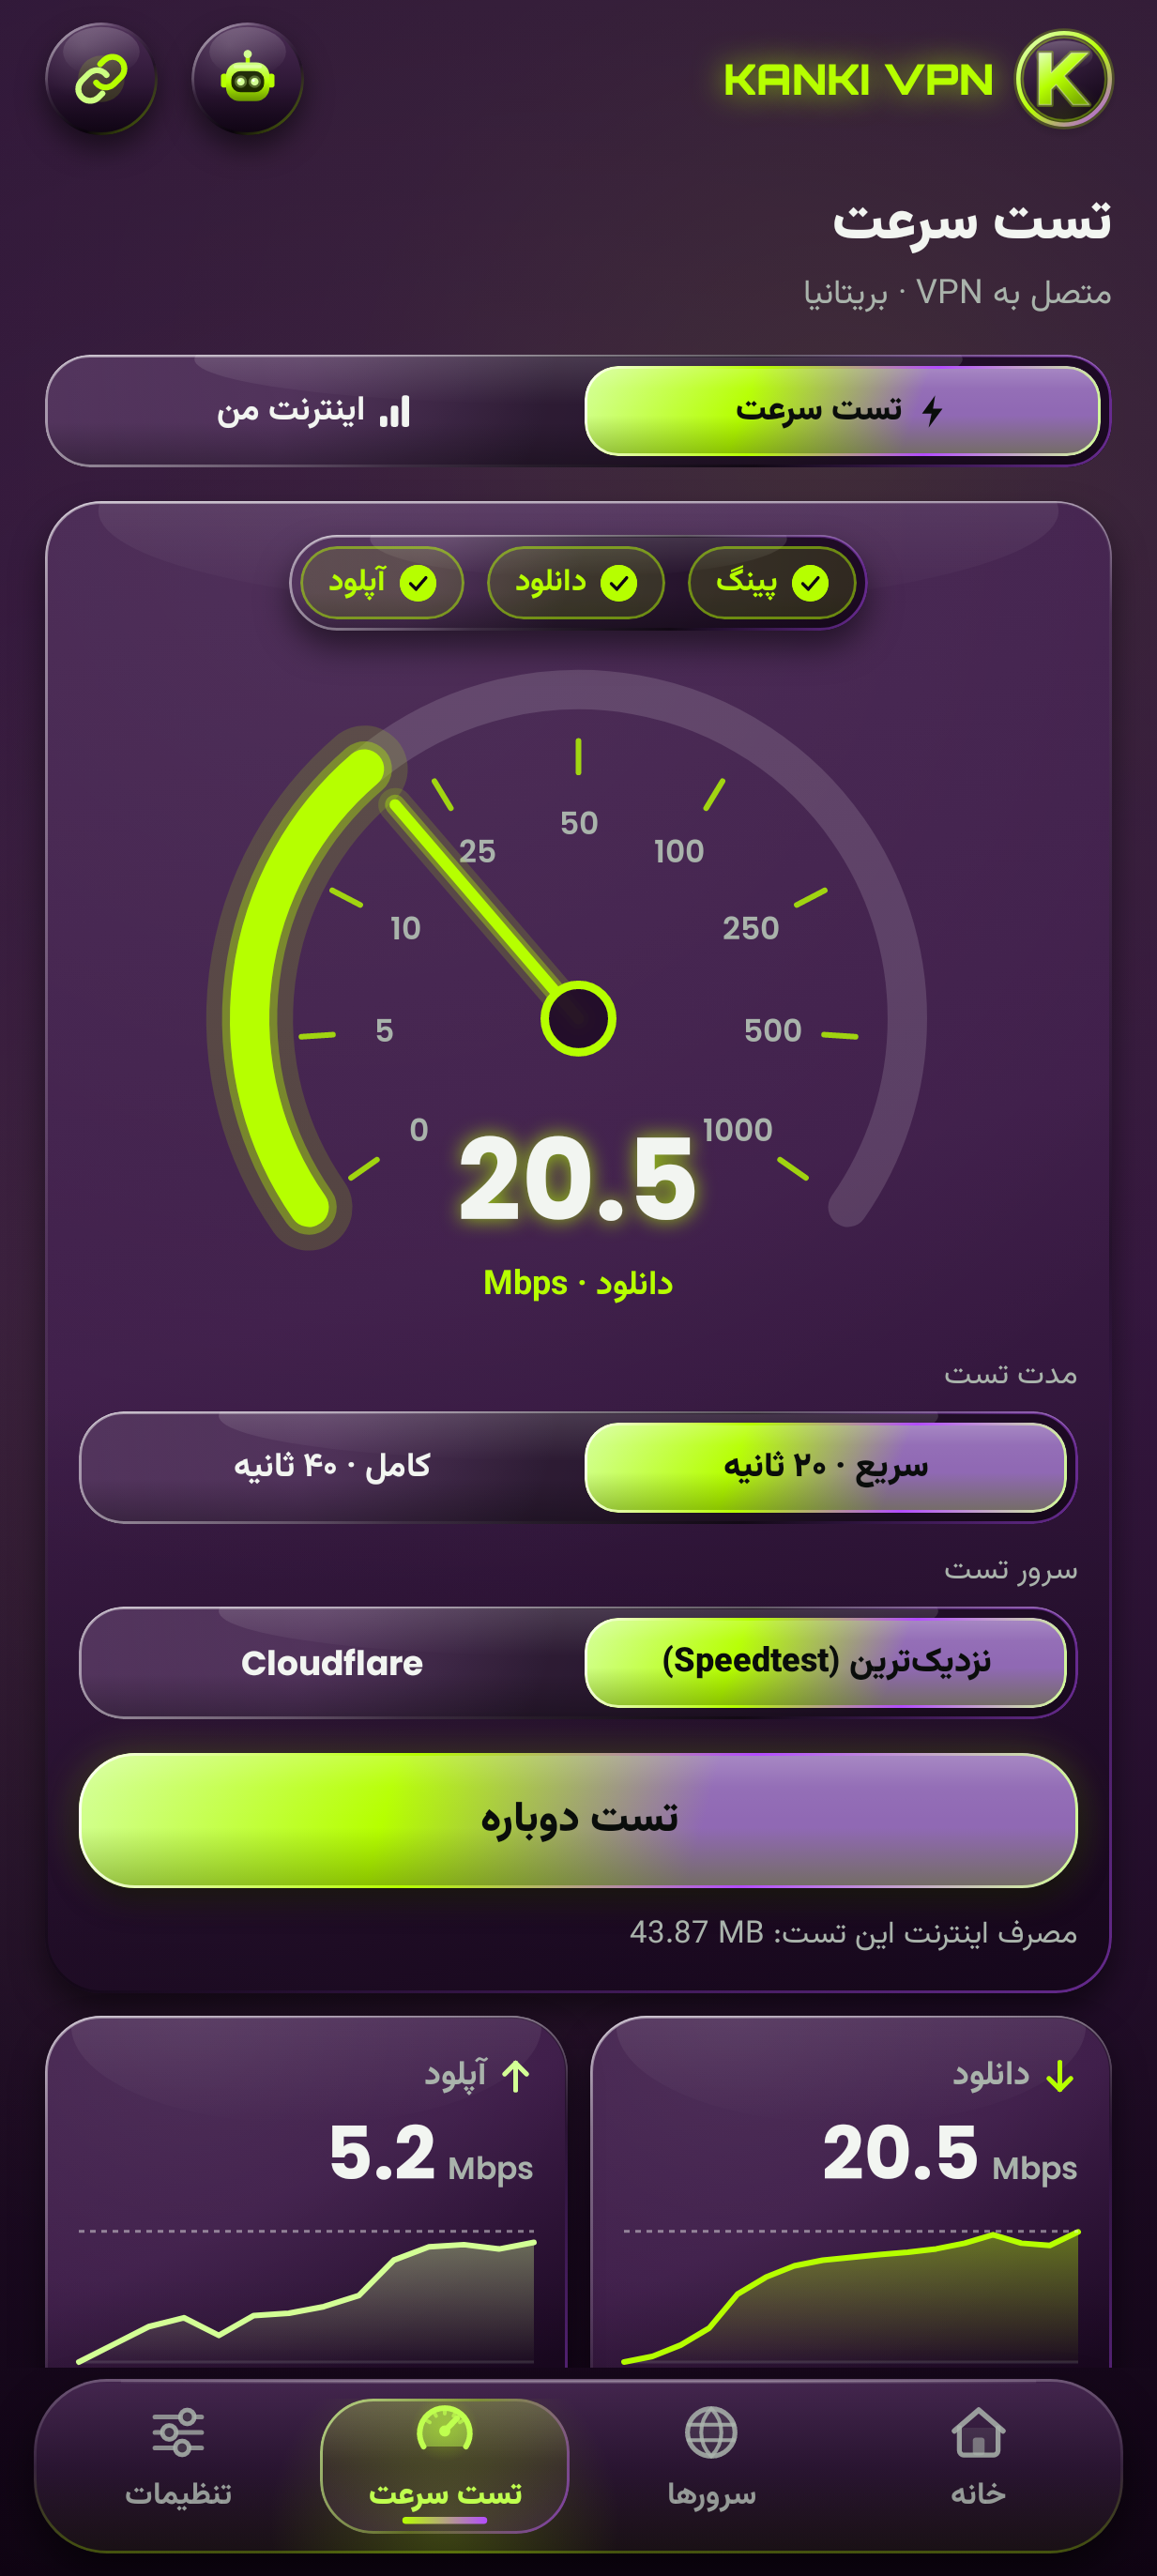 KANKI VPN
تست سرعت
متصل به VPN · بریتانیا
تست سرعت
اینترنت من
پینگ
دانلود
آپلود
50
25
100
10
250
5
500
0
1000
20.5
دانلود · Mbps
مدت تست
سریع · ۲۰ ثانیه
کامل · ۴۰ ثانیه
سرور تست
نزدیک‌ترین (Speedtest)
Cloudflare
تست دوباره
مصرف اینترنت این تست: 43.87 MB
دانلود
20.5 Mbps
آپلود
5.2 Mbps
خانه
سرورها
تست سرعت
تنظیمات